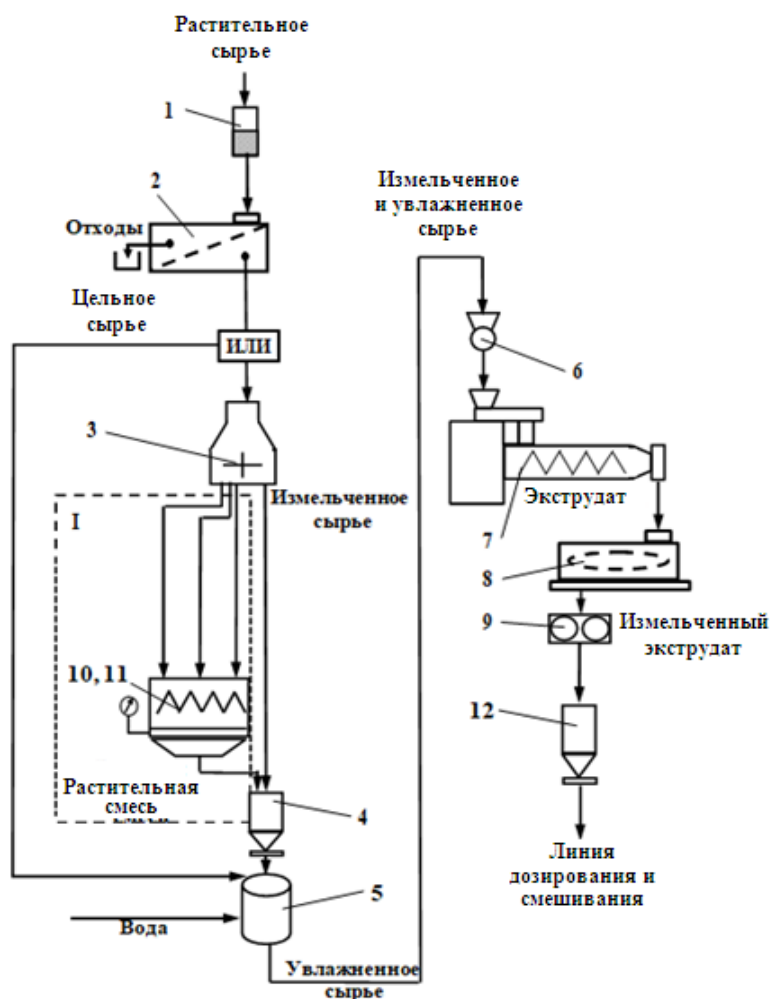 Растительное
сырье
1
2
Отходы
Цельное
сырье
ИЛИ
3
Измельченное
сырье
I
10, 11
Растительная
смесь
4
5
Вода
Увлажненное
сырье
Измельченное
и увлажненное
сырье
6
Экструдат
7
8
9
Измельченный
экструдат
12
Линия
дозирования и
смешивания